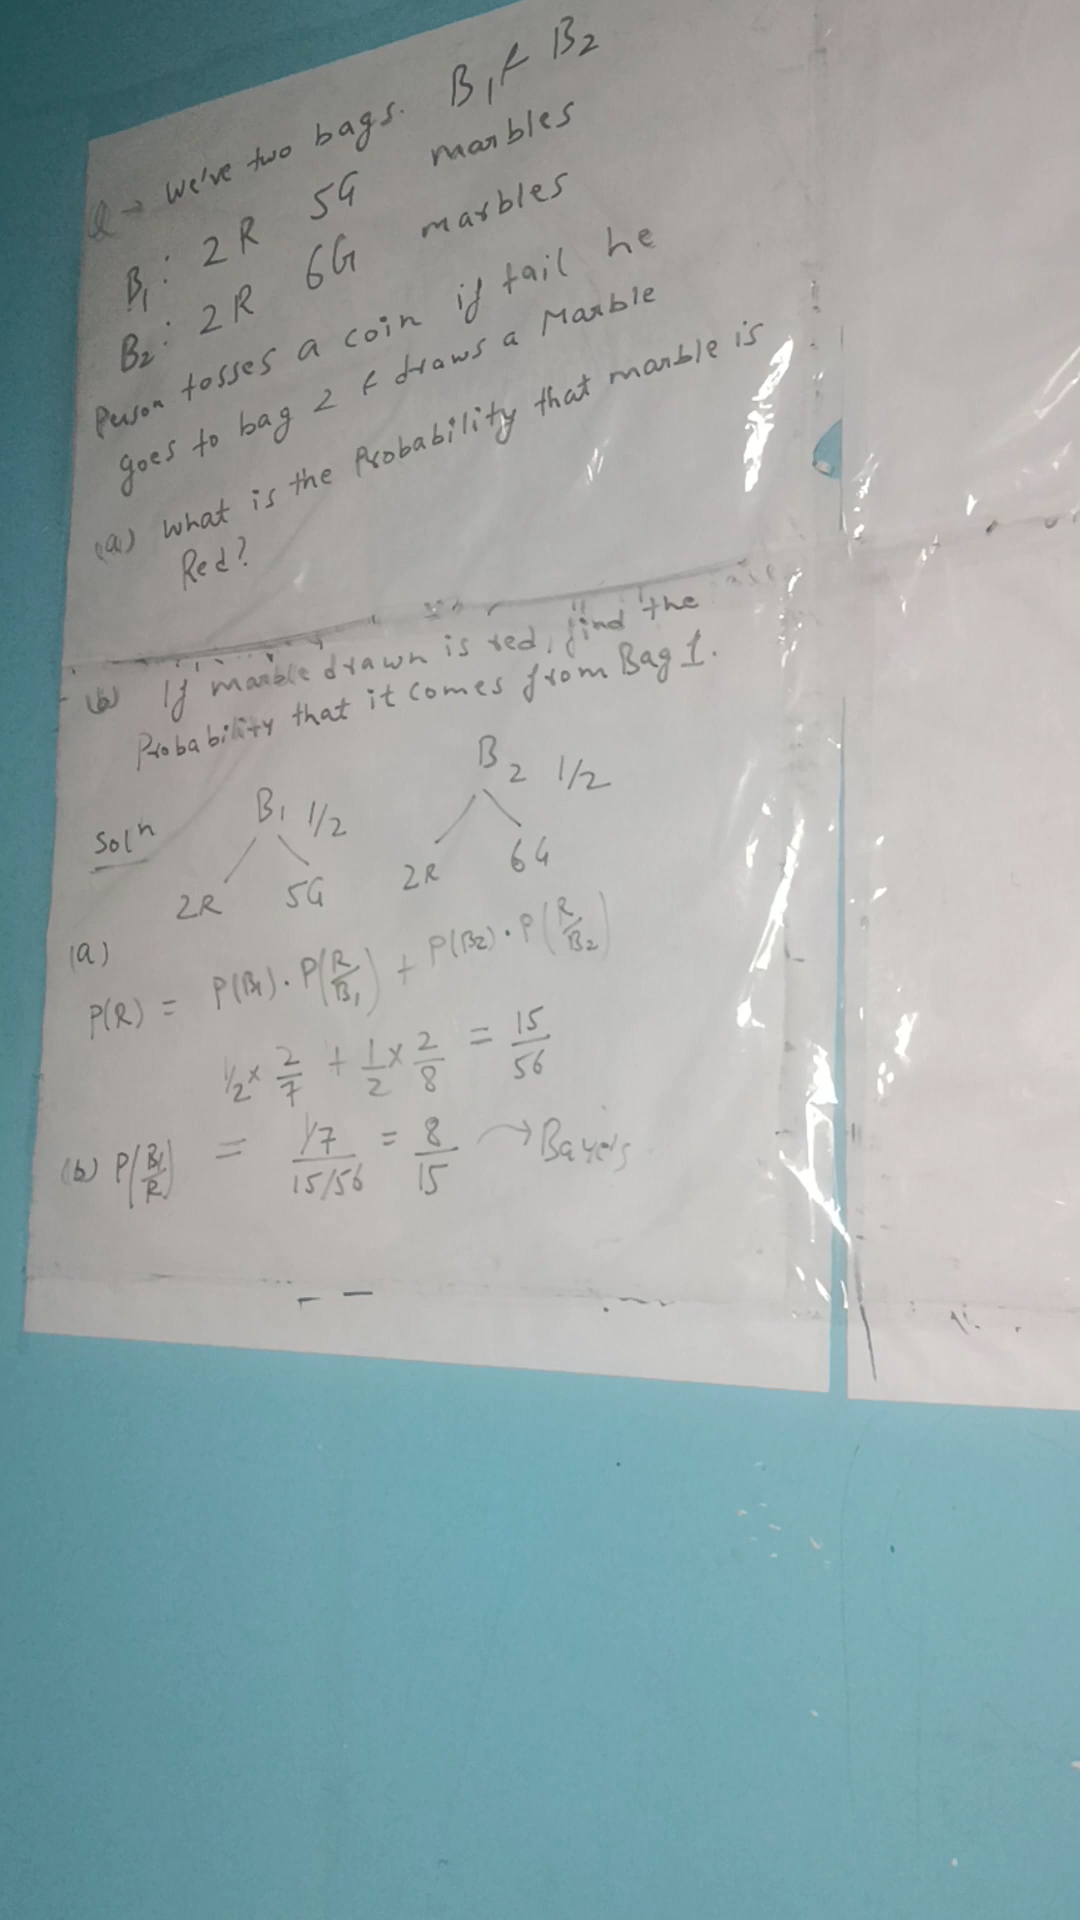 Q → We've two bags. B₁ & B₂
B₁: 2R 5G marbles
B₂: 2R 6G marbles
Person tosses a coin if tail he
goes to bag 2 & draws a Marble
(a) What is the Probability that marble is
Red?
(b) If marble drawn is red, find the
Probability that it comes from Bag 1.
Solⁿ B₁ 1/2 B₂ 1/2
2R 5G 2R 6G
(a)
P(R) = P(B₁) · P(R/B₁) + P(B₂) · P(R/B₂)
1/2 × 2/7 + 1/2 × 2/8 = 15/56
(b) P(B₁/R) = 1/7 / 15/56 = 8/15 → Bayes